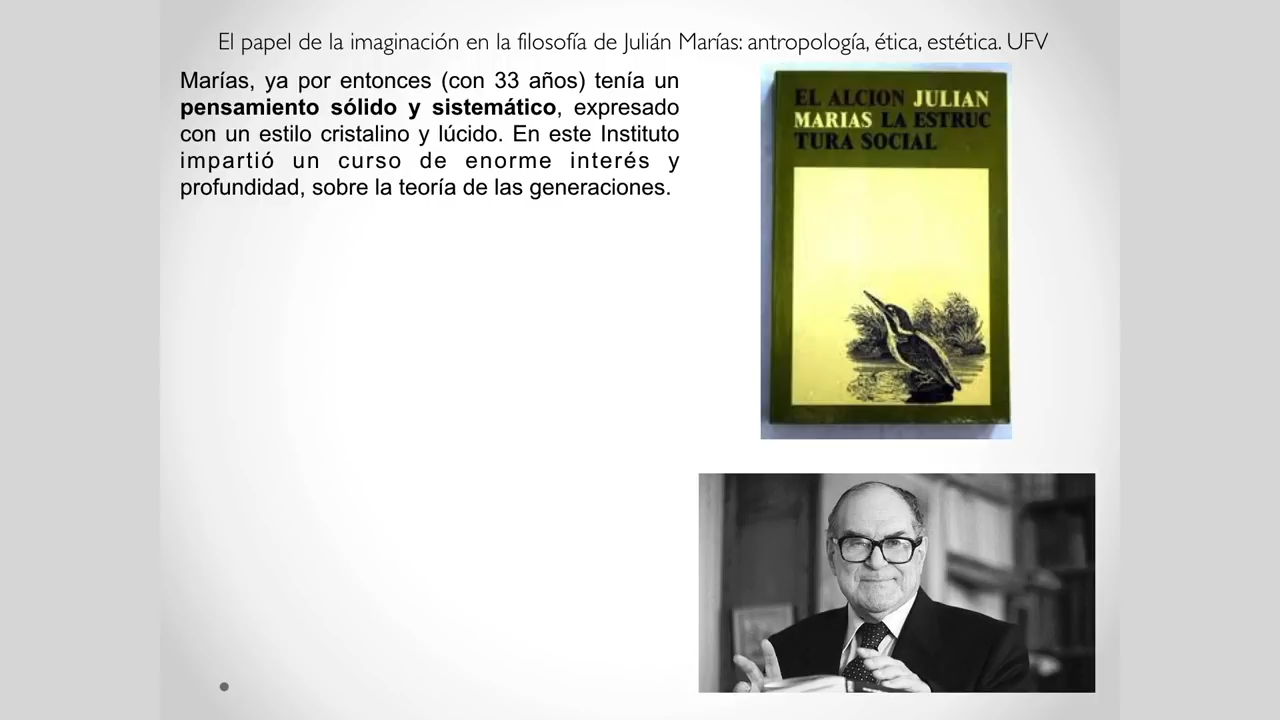 El papel de la imaginación en la filosofía de Julián Marías: antropología, ética, estética. UFV
Marías, ya por entonces (con 33 años) tenía un
pensamiento sólido y sistemático, expresado
con un estilo cristalino y lúcido. En este Instituto
impartió un curso de enorme interés y
profundidad, sobre la teoría de las generaciones.
EL ALCION JULIAN
MARIAS LA ESTRUC
TURA SOCIAL